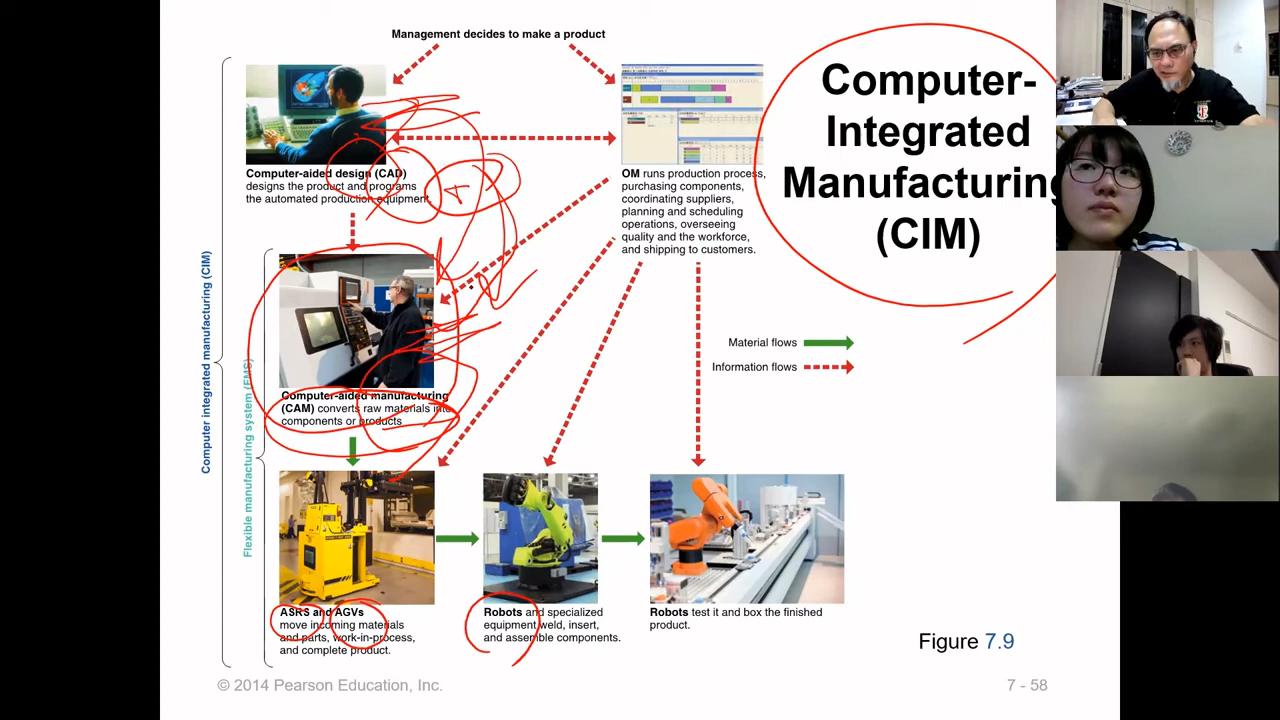 Management decides to make a product
Computer-
Integrated
Manufacturing
(CIM)
Computer-aided design (CAD)
designs the product and programs
the automated production equipment.
OM runs production process,
purchasing components,
coordinating suppliers,
planning and scheduling
operations, overseeing
quality and the workforce,
and shipping to customers.
Computer integrated manufacturing (CIM)
Flexible manufacturing system (FMS)
Material flows
Information flows
Computer-aided manufacturing
(CAM) converts raw materials into
components or products
ASRS and AGVs
move incoming materials
and parts, work-in-process,
and complete product.
Robots and specialized
equipment weld, insert,
and assemble components.
Robots test it and box the finished
product.
Figure 7.9
© 2014 Pearson Education, Inc.
7 - 58